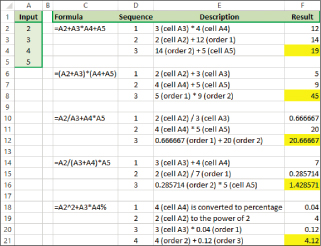 A B C D E F
1 Input Formula Sequence Description Result
2 2 =A2+A3*A4+A5 1 3 (cell A3) * 4 (cell A4) 12
3 3 2 2 (cell A2) + 12 (order 1) 14
4 4 3 14 (order 2) + 5 (cell A5) 19
5 5
6 =(A2+A3)*(A4+A5) 1 2 (cell A2) + 3 (cell A3) 5
7 2 4 (cell A4) + 5 (cell A5) 9
8 3 5 (order 1) * 9 (order 2) 45
9
10 =A2/A3+A4*A5 1 2 (cell A2) / 3 (cell A3) 0.666667
11 2 4 (cell A4) * 5 (cell A5) 20
12 3 0.666667 (order 1) + 20 (order 2) 20.66667
13
14 =A2/(A3+A4)*A5 1 3 (cell A3) + 4 (cell A4) 7
15 2 2 (cell A2) / 7 (order 1) 0.285714
16 3 0.285714 (order 2) * 5 (cell A5) 1.428571
17
18 =A2^2+A3*A4% 1 4 (cell A4) is converted to percentage 0.04
19 2 2 (cell A2) to the power of 2 4
20 3 3 (cell A3) * 0.04 (order 1) 0.12
21 4 4 (order 2) + 0.12 (order 3) 4.12